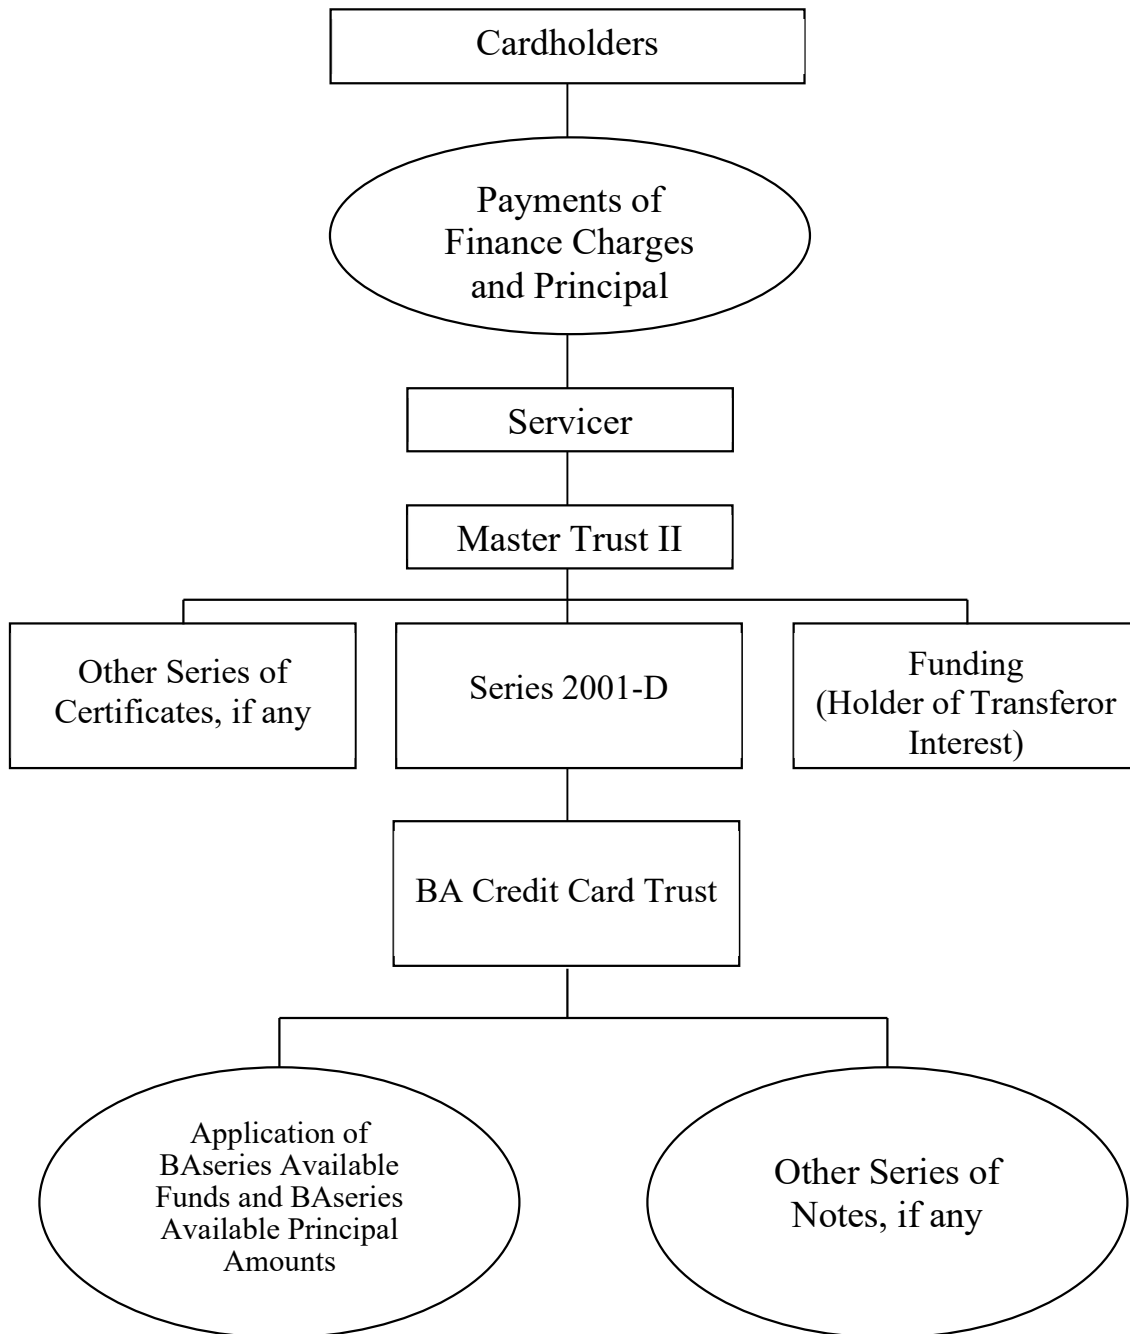 Cardholders
Payments of
Finance Charges
and Principal
Servicer
Master Trust II
Other Series of
Certificates, if any
Series 2001-D
Funding
(Holder of Transferor
Interest)
BA Credit Card Trust
Application of
BAseries Available
Funds and BAseries
Available Principal
Amounts
Other Series of
Notes, if any